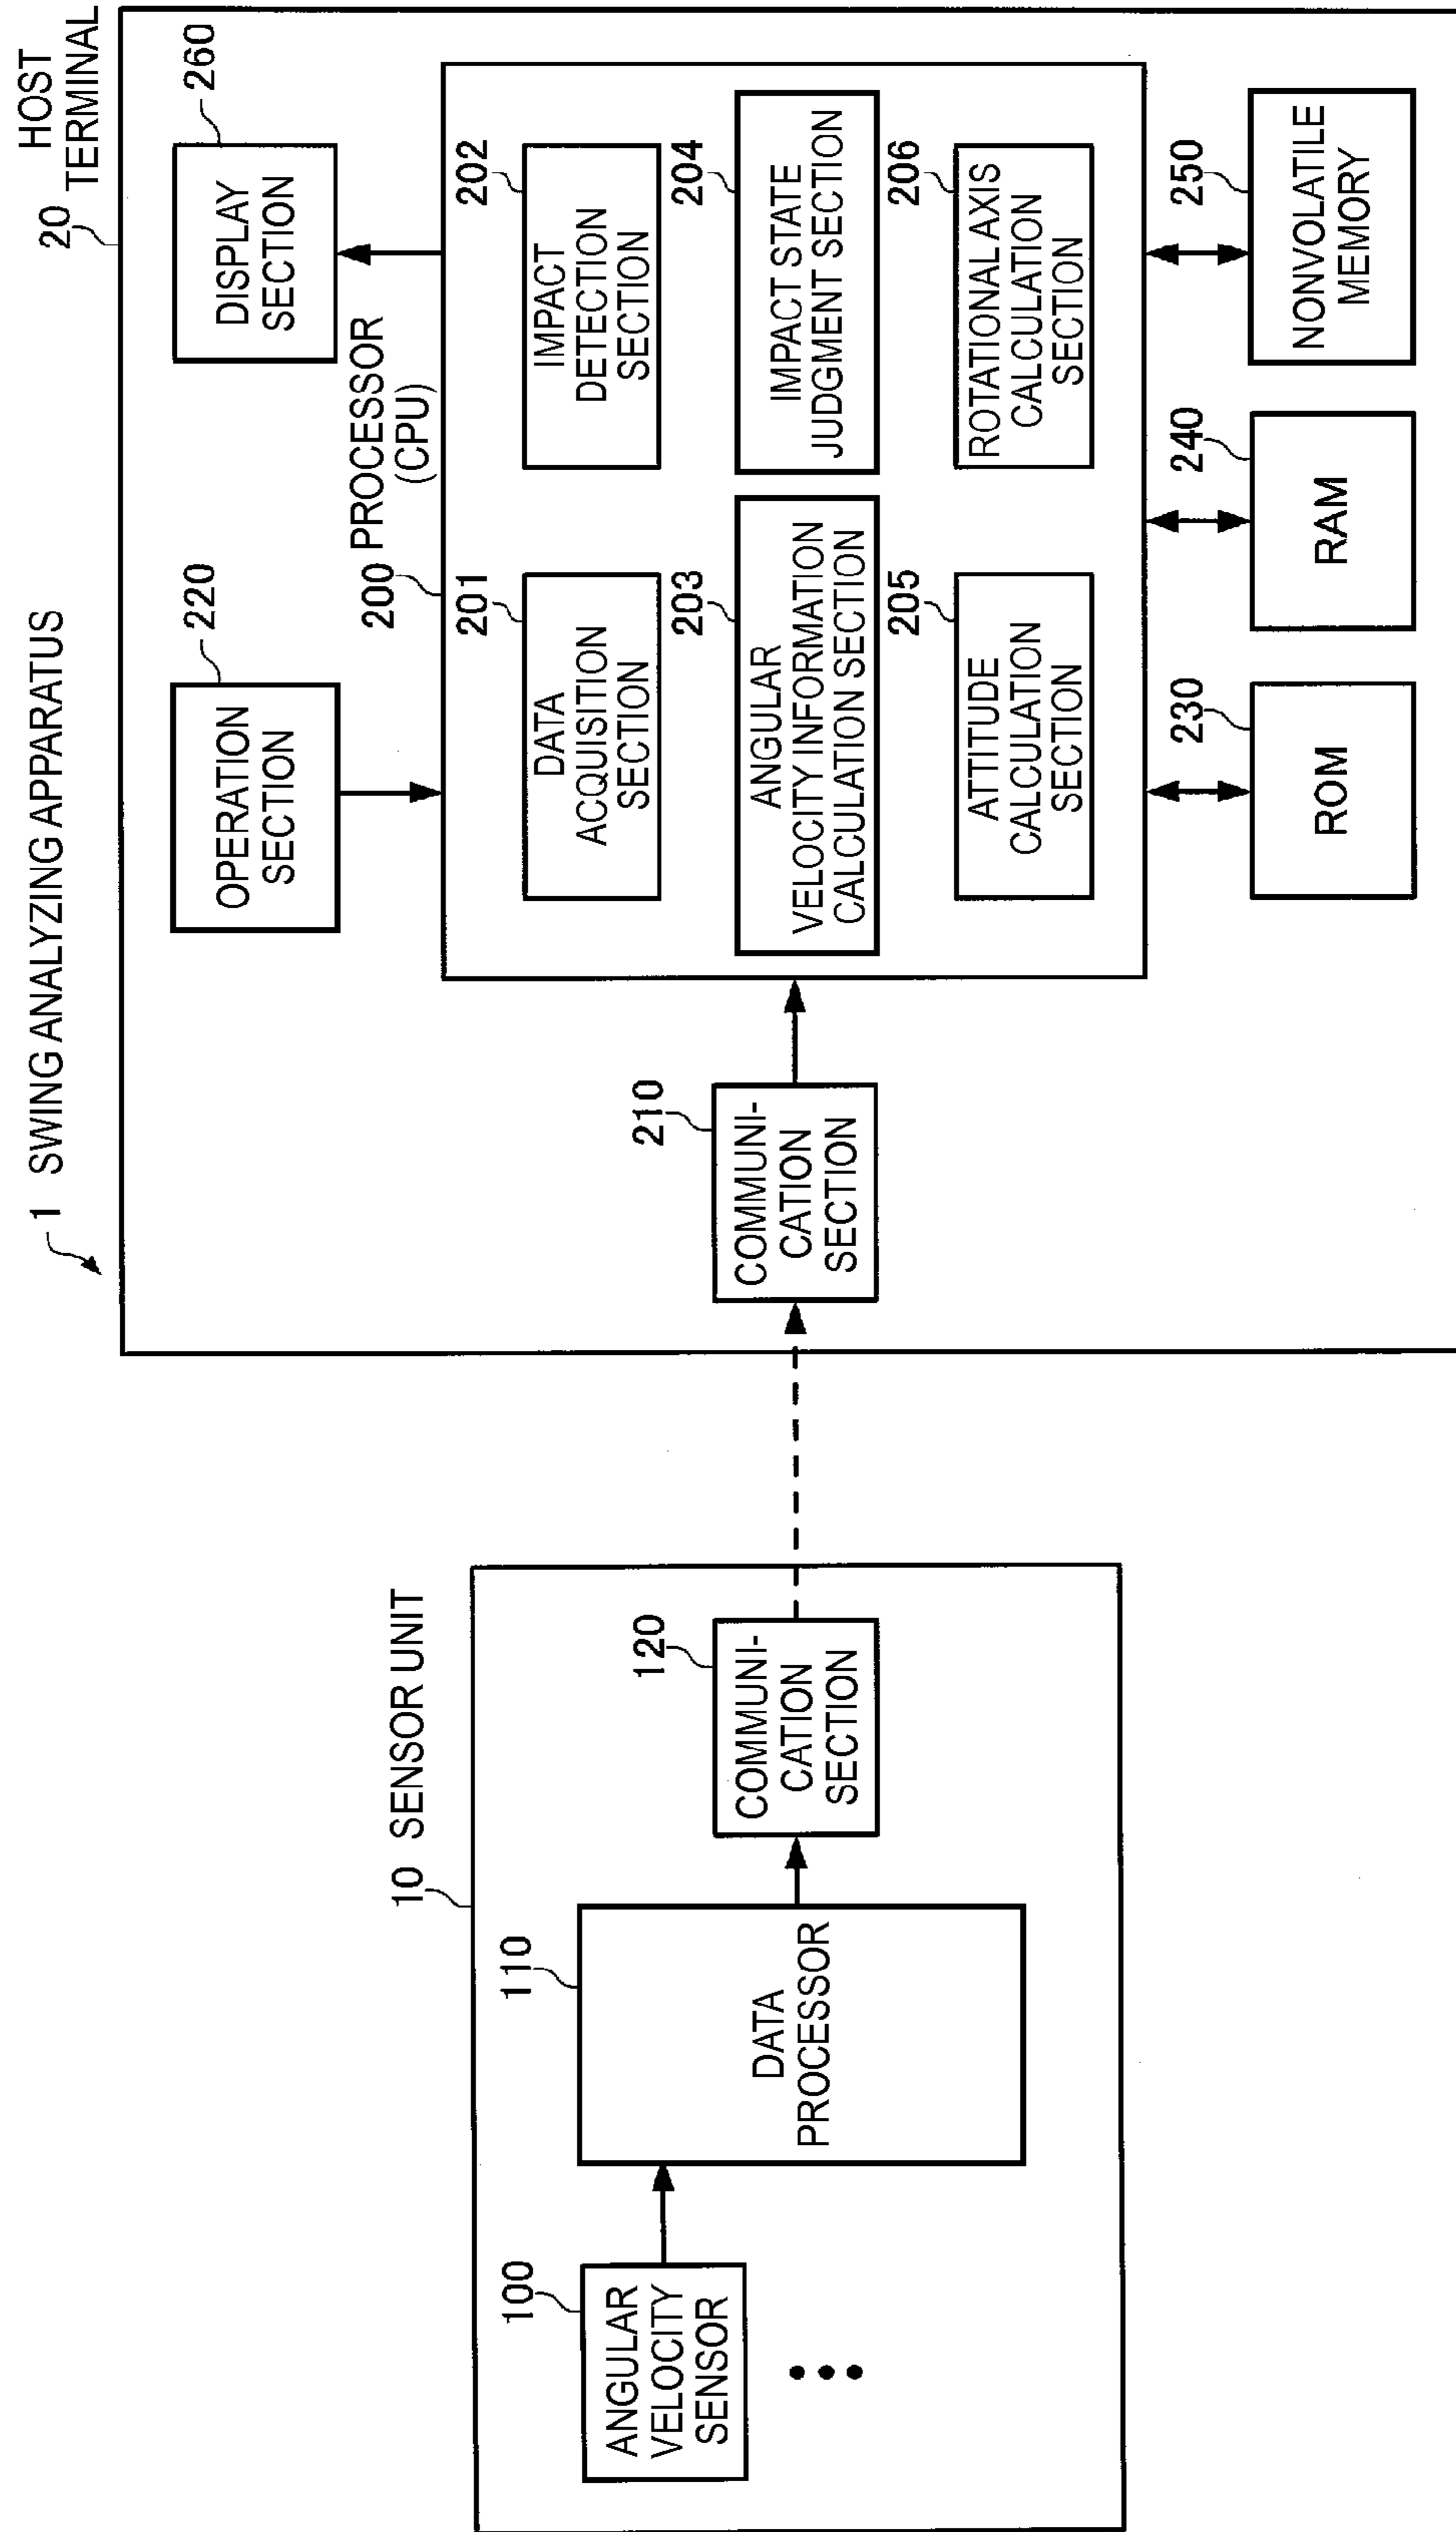 1 SWING ANALYZING APPARATUS
10 SENSOR UNIT
100
ANGULAR
VELOCITY
SENSOR
110
DATA
PROCESSOR
120
COMMUNI-
CATION
SECTION
20
HOST
TERMINAL
210
COMMUNI-
CATION
SECTION
220
OPERATION
SECTION
260
DISPLAY
SECTION
200 PROCESSOR
(CPU)
201
DATA
ACQUISITION
SECTION
202
IMPACT
DETECTION
SECTION
203
ANGULAR
VELOCITY INFORMATION
CALCULATION SECTION
204
IMPACT STATE
JUDGMENT SECTION
205
ATTITUDE
CALCULATION
SECTION
206
ROTATIONAL AXIS
CALCULATION
SECTION
230
ROM
240
RAM
250
NONVOLATILE
MEMORY